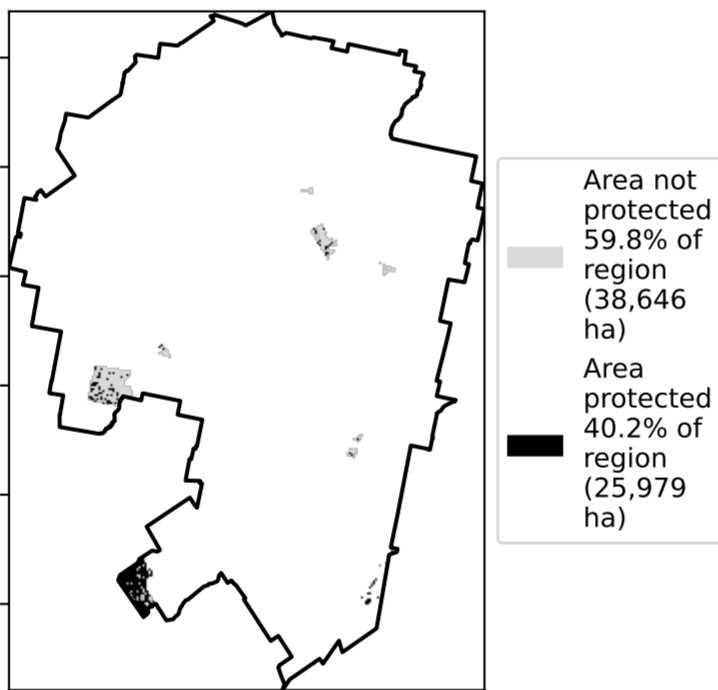 Area not
protected
59.8% of
region
(38,646
ha)
Area
protected
40.2% of
region
(25,979
ha)